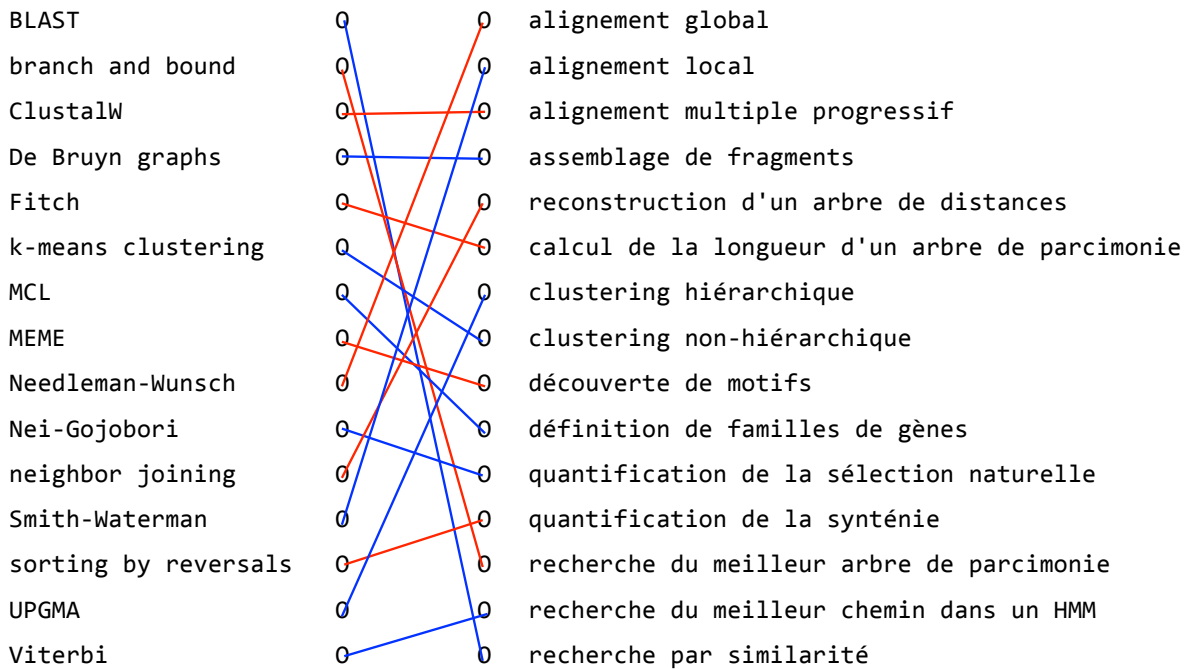 BLAST O O alignement global
branch and bound O O alignement local
ClustalW O O alignement multiple progressif
De Bruyn graphs O O assemblage de fragments
Fitch O O reconstruction d'un arbre de distances
k-means clustering O O calcul de la longueur d'un arbre de parcimonie
MCL O O clustering hiérarchique
MEME O O clustering non-hiérarchique
Needleman-Wunsch O O découverte de motifs
Nei-Gojobori O O définition de familles de gènes
neighbor joining O O quantification de la sélection naturelle
Smith-Waterman O O quantification de la synténie
sorting by reversals O O recherche du meilleur arbre de parcimonie
UPGMA O O recherche du meilleur chemin dans un HMM
Viterbi O O recherche par similarité